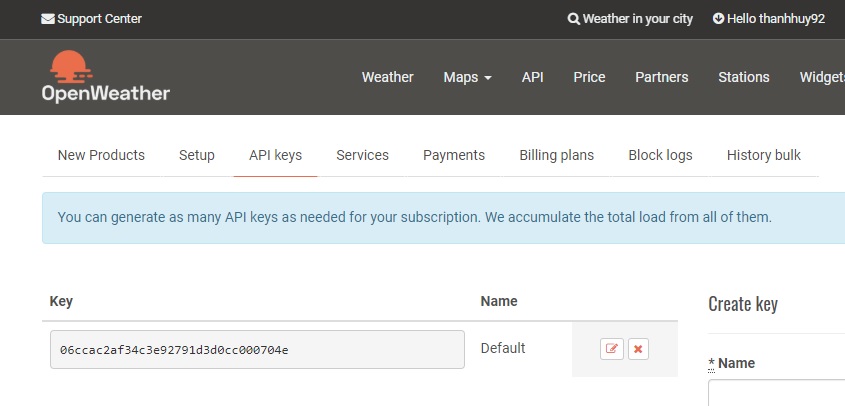 Support Center
Weather in your city
Hello thanhhuy92
OpenWeather
Weather
Maps
API
Price
Partners
Stations
Widgets
New Products
Setup
API keys
Services
Payments
Billing plans
Block logs
History bulk
You can generate as many API keys as needed for your subscription. We accumulate the total load from all of them.
Key
Name
Create key
06ccac2af34c3e92791d3d0cc000704e
Default
* Name